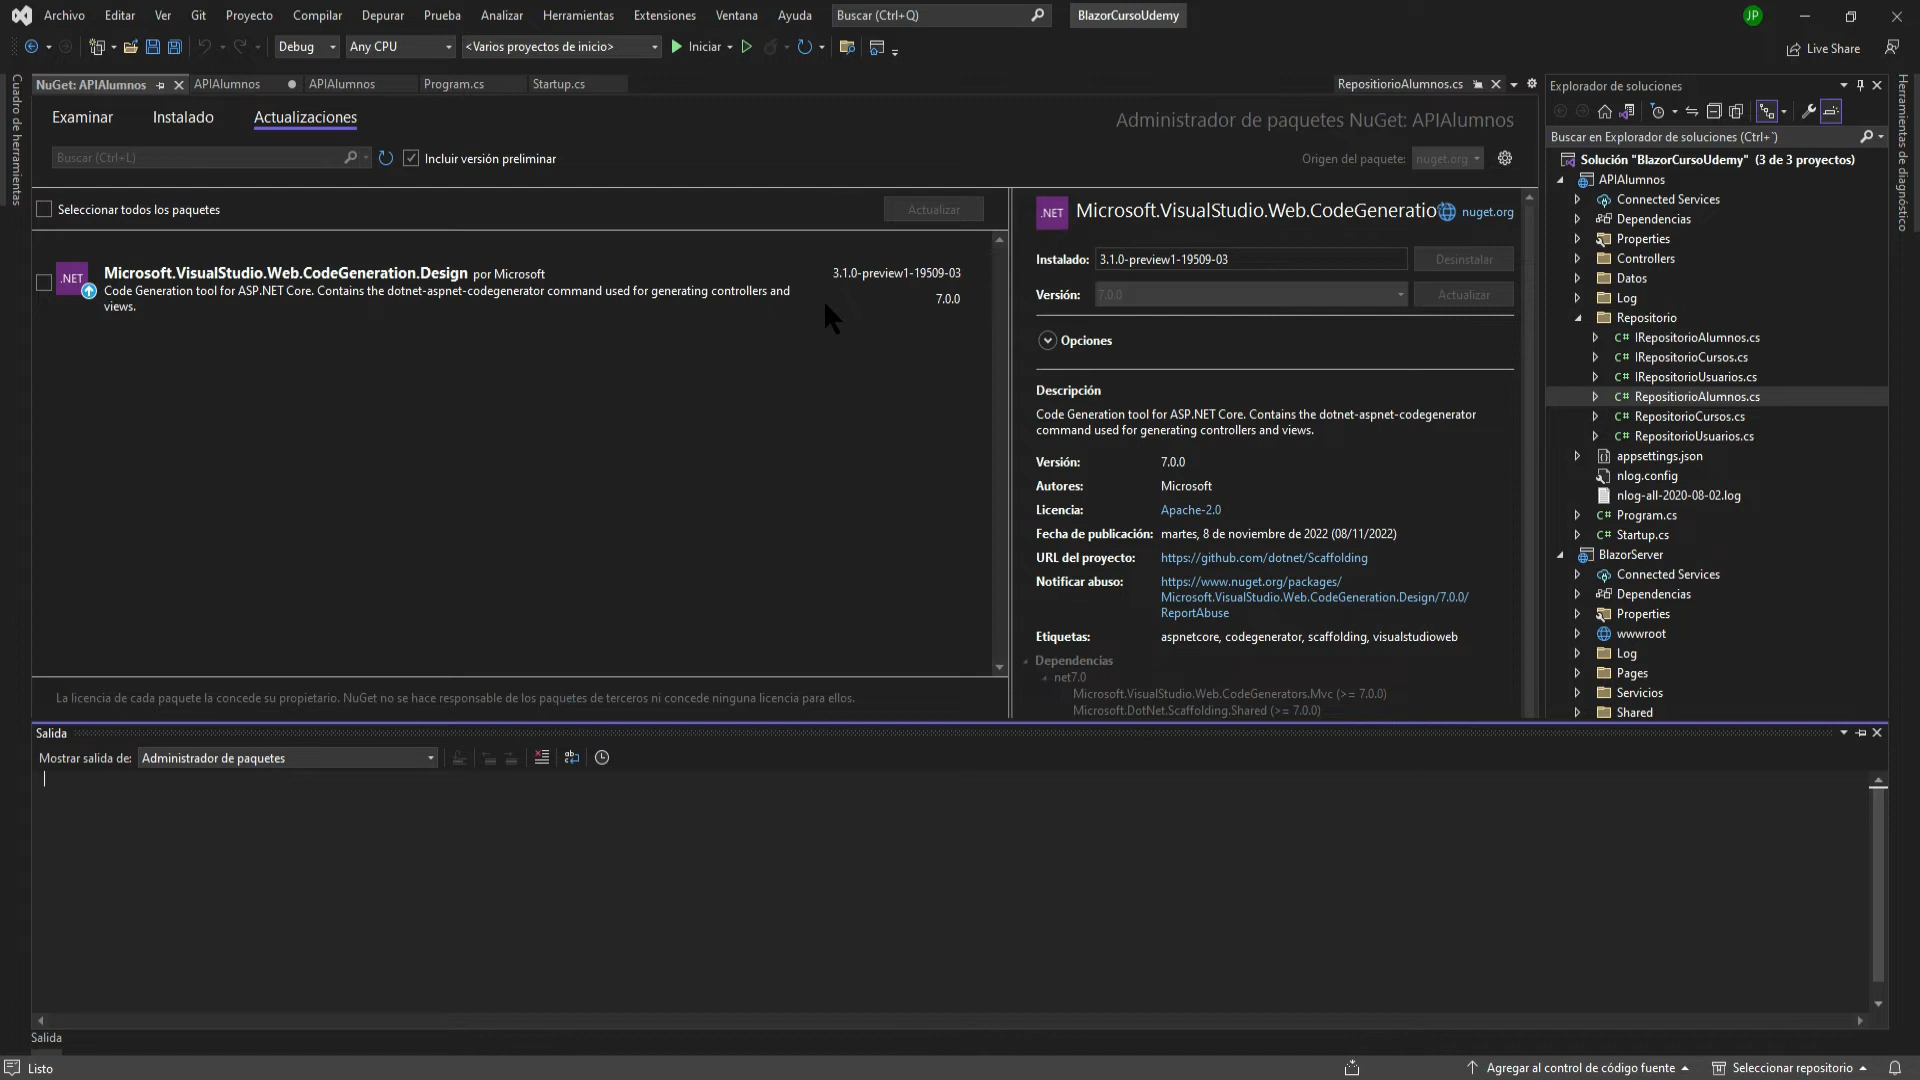 Archivo Editar Ver Git Proyecto Compilar Depurar Prueba Analizar Herramientas Extensiones Ventana Ayuda Buscar (Ctrl+Q) BlazorCursoUdemy JP
Debug Any CPU <Varios proyectos de inicio> Iniciar Live Share
Cuadro de herramientas
NuGet: APIAlumnos APIAlumnos APIAlumnos Program.cs Startup.cs RepositiorioAlumnos.cs
Examinar Instalado Actualizaciones Administrador de paquetes NuGet: APIAlumnos
Buscar (Ctrl+L) Incluir versión preliminar Origen del paquete: nuget.org
Seleccionar todos los paquetes Actualizar
.NET Microsoft.VisualStudio.Web.CodeGeneration.Design por Microsoft 3.1.0-preview1-19509-03
Code Generation tool for ASP.NET Core. Contains the dotnet-aspnet-codegenerator command used for generating controllers and 7.0.0
views.
La licencia de cada paquete la concede su propietario. NuGet no se hace responsable de los paquetes de terceros ni concede ninguna licencia para ellos.
.NET Microsoft.VisualStudio.Web.CodeGeneratio nuget.org
Instalado: 3.1.0-preview1-19509-03 Desinstalar
Versión: 7.0.0 Actualizar
Opciones
Descripción
Code Generation tool for ASP.NET Core. Contains the dotnet-aspnet-codegenerator
command used for generating controllers and views.
Versión: 7.0.0
Autores: Microsoft
Licencia: Apache-2.0
Fecha de publicación: martes, 8 de noviembre de 2022 (08/11/2022)
URL del proyecto: https://github.com/dotnet/Scaffolding
Notificar abuso: https://www.nuget.org/packages/
Microsoft.VisualStudio.Web.CodeGeneration.Design/7.0.0/
ReportAbuse
Etiquetas: aspnetcore, codegenerator, scaffolding, visualstudioweb
Dependencias
net7.0
Microsoft.VisualStudio.Web.CodeGenerators.Mvc (>= 7.0.0)
Microsoft.DotNet.Scaffolding.Shared (>= 7.0.0)
Explorador de soluciones
Buscar en Explorador de soluciones (Ctrl+`)
Solución "BlazorCursoUdemy" (3 de 3 proyectos)
APIAlumnos
Connected Services
Dependencias
Properties
Controllers
Datos
Log
Repositorio
C# IRepositorioAlumnos.cs
C# IRepositorioCursos.cs
C# IRepositorioUsuarios.cs
C# RepositiorioAlumnos.cs
C# RepositorioCursos.cs
C# RepositorioUsuarios.cs
appsettings.json
nlog.config
nlog-all-2020-08-02.log
C# Program.cs
C# Startup.cs
BlazorServer
Connected Services
Dependencias
Properties
wwwroot
Log
Pages
Servicios
Shared
Herramientas de diagnóstico
Salida
Mostrar salida de: Administrador de paquetes
Salida
Listo Agregar al control de código fuente Seleccionar repositorio